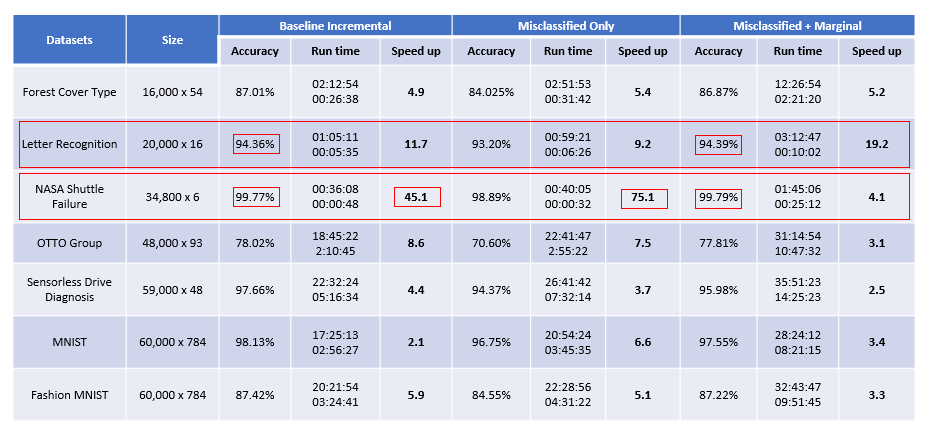 Datasets Size Baseline Incremental Misclassified Only Misclassified + Marginal
Accuracy Run time Speed up Accuracy Run time Speed up Accuracy Run time Speed up
Forest Cover Type 16,000 x 54 87.01% 02:12:54 00:26:38 4.9 84.025% 02:51:53 00:31:42 5.4 86.87% 12:26:54 02:21:20 5.2
Letter Recognition 20,000 x 16 94.36% 01:05:11 00:05:35 11.7 93.20% 00:59:21 00:06:26 9.2 94.39% 03:12:47 00:10:02 19.2
NASA Shuttle Failure 34,800 x 6 99.77% 00:36:08 00:00:48 45.1 98.89% 00:40:05 00:00:32 75.1 99.79% 01:45:06 00:25:12 4.1
OTTO Group 48,000 x 93 78.02% 18:45:22 2:10:45 8.6 70.60% 22:41:47 2:55:22 7.5 77.81% 31:14:54 10:47:32 3.1
Sensorless Drive Diagnosis 59,000 x 48 97.66% 22:32:24 05:16:34 4.4 94.37% 26:41:42 07:32:14 3.7 95.98% 35:51:23 14:25:23 2.5
MNIST 60,000 x 784 98.13% 17:25:13 02:56:27 2.1 96.75% 20:54:24 03:45:35 6.6 97.55% 28:24:12 08:21:15 3.4
Fashion MNIST 60,000 x 784 87.42% 20:21:54 03:24:41 5.9 84.55% 22:28:56 04:31:22 5.1 87.22% 32:43:47 09:51:45 3.3